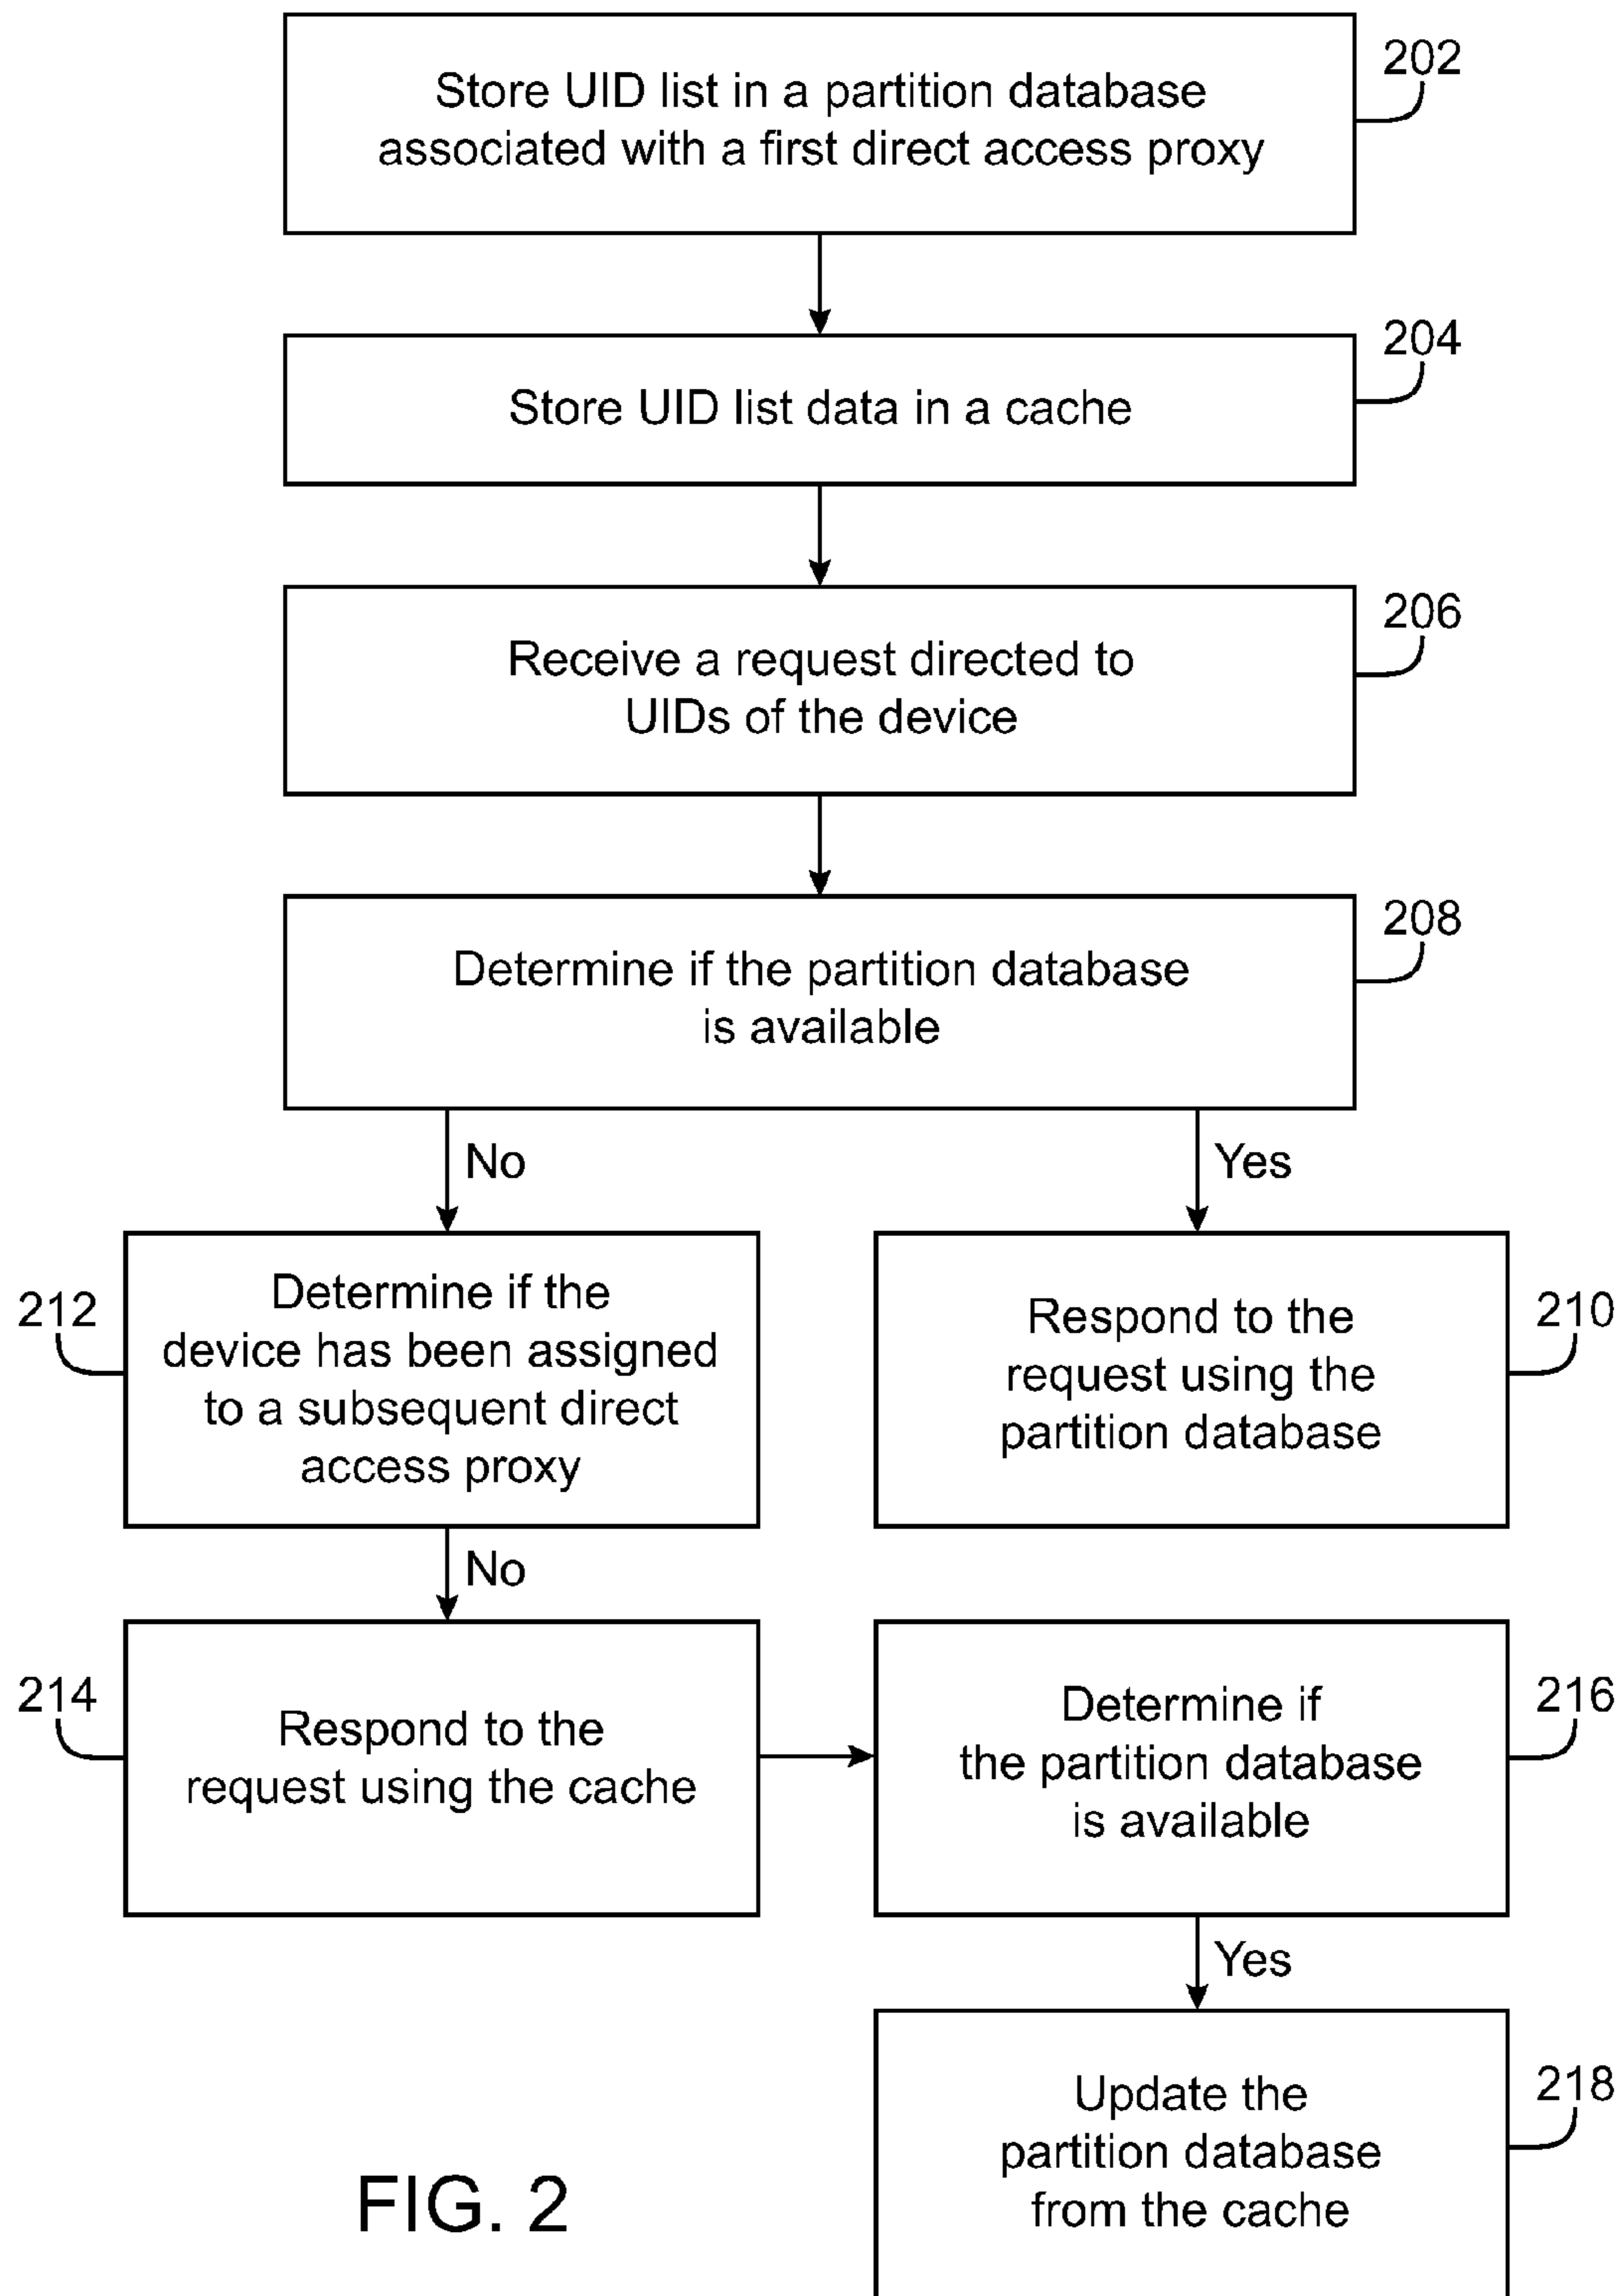 Store UID list in a partition database
associated with a first direct access proxy
202
Store UID list data in a cache
204
Receive a request directed to
UIDs of the device
206
Determine if the partition database
is available
208
No
Yes
212
Determine if the
device has been assigned
to a subsequent direct
access proxy
Respond to the
request using the
partition database
210
No
214
Respond to the
request using the cache
Determine if
the partition database
is available
216
Yes
Update the
partition database
from the cache
218
FIG. 2